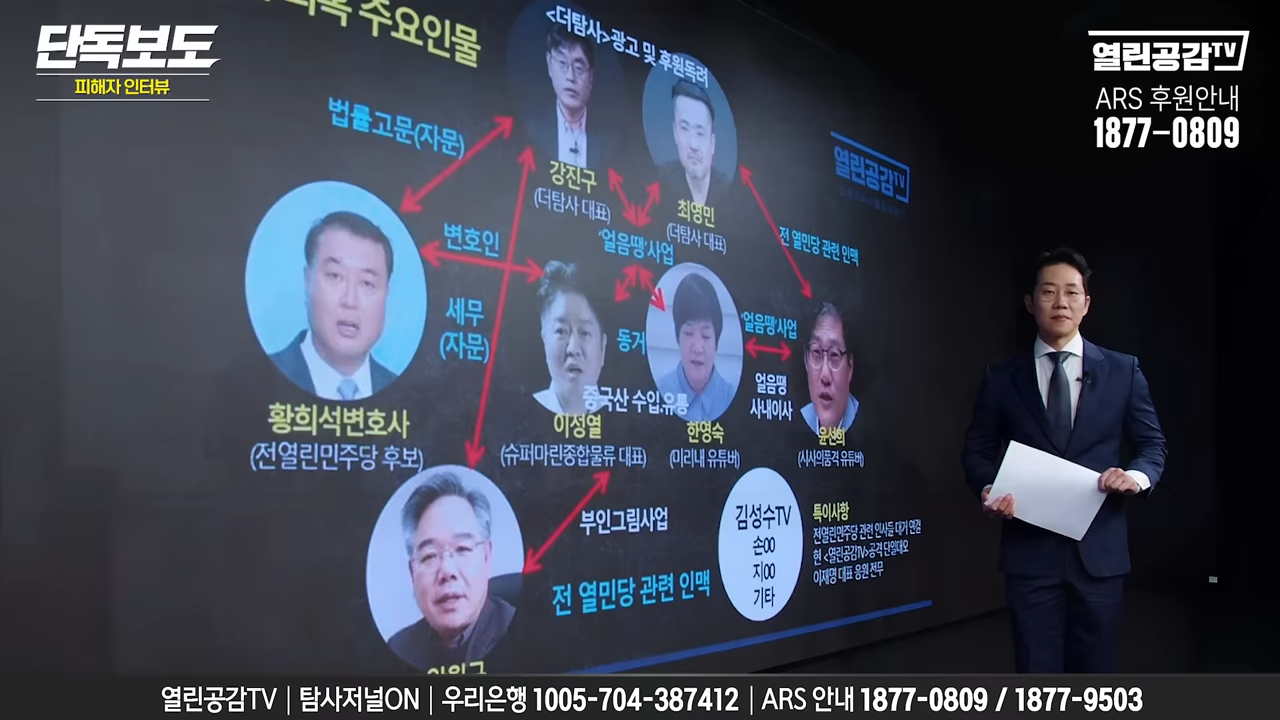 단독보도
피해자 인터뷰
주요인물
<더탐사>광고 및 후원독려
열린공감TV
ARS 후원안내
1877-0809
법률고문(자문)
강진구
(더탐사 대표)
최영민
(더탐사 대표)
열린공감TV
변호인
'얼음땡'사업
전 열민당 관련 인맥
세무
(자문)
동거
'얼음땡'사업
얼음땡
사내이사
중국산 수입.유통
황희석변호사
(전열린민주당 후보)
이성열
(슈퍼마린종합물류 대표)
한영숙
(미리내 유튜버)
윤선희
(시사의품격 유튜버)
부인그림사업
전 열민당 관련 인맥
김성수TV
손00
지00
기타
특이사항
전열린민주당 관련 인사들 대거 연결
현 <열린공감TV>공격 단일대오
이재명 대표 응원 전무
열린공감TV | 탐사저널ON | 우리은행 1005-704-387412 | ARS 안내 1877-0809 / 1877-9503